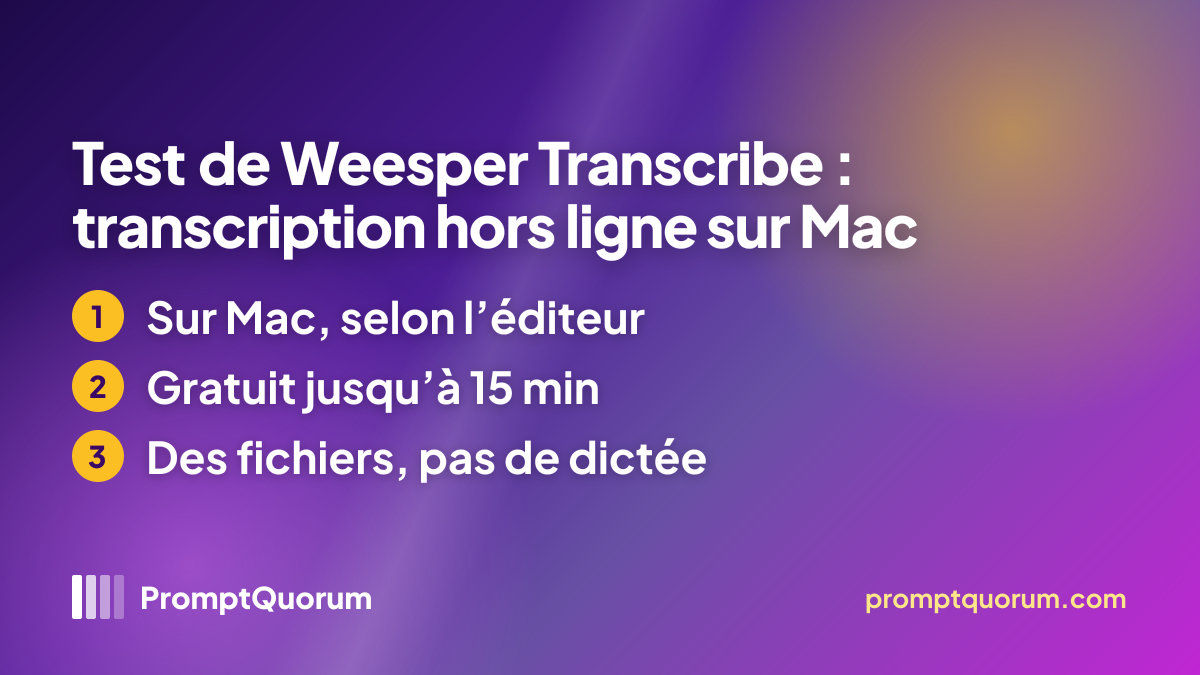 Test de Weesper Transcribe :
transcription hors ligne sur Mac
1 Sur Mac, selon l’éditeur
2 Gratuit jusqu’à 15 min
3 Des fichiers, pas de dictée
PromptQuorum
promptquorum.com